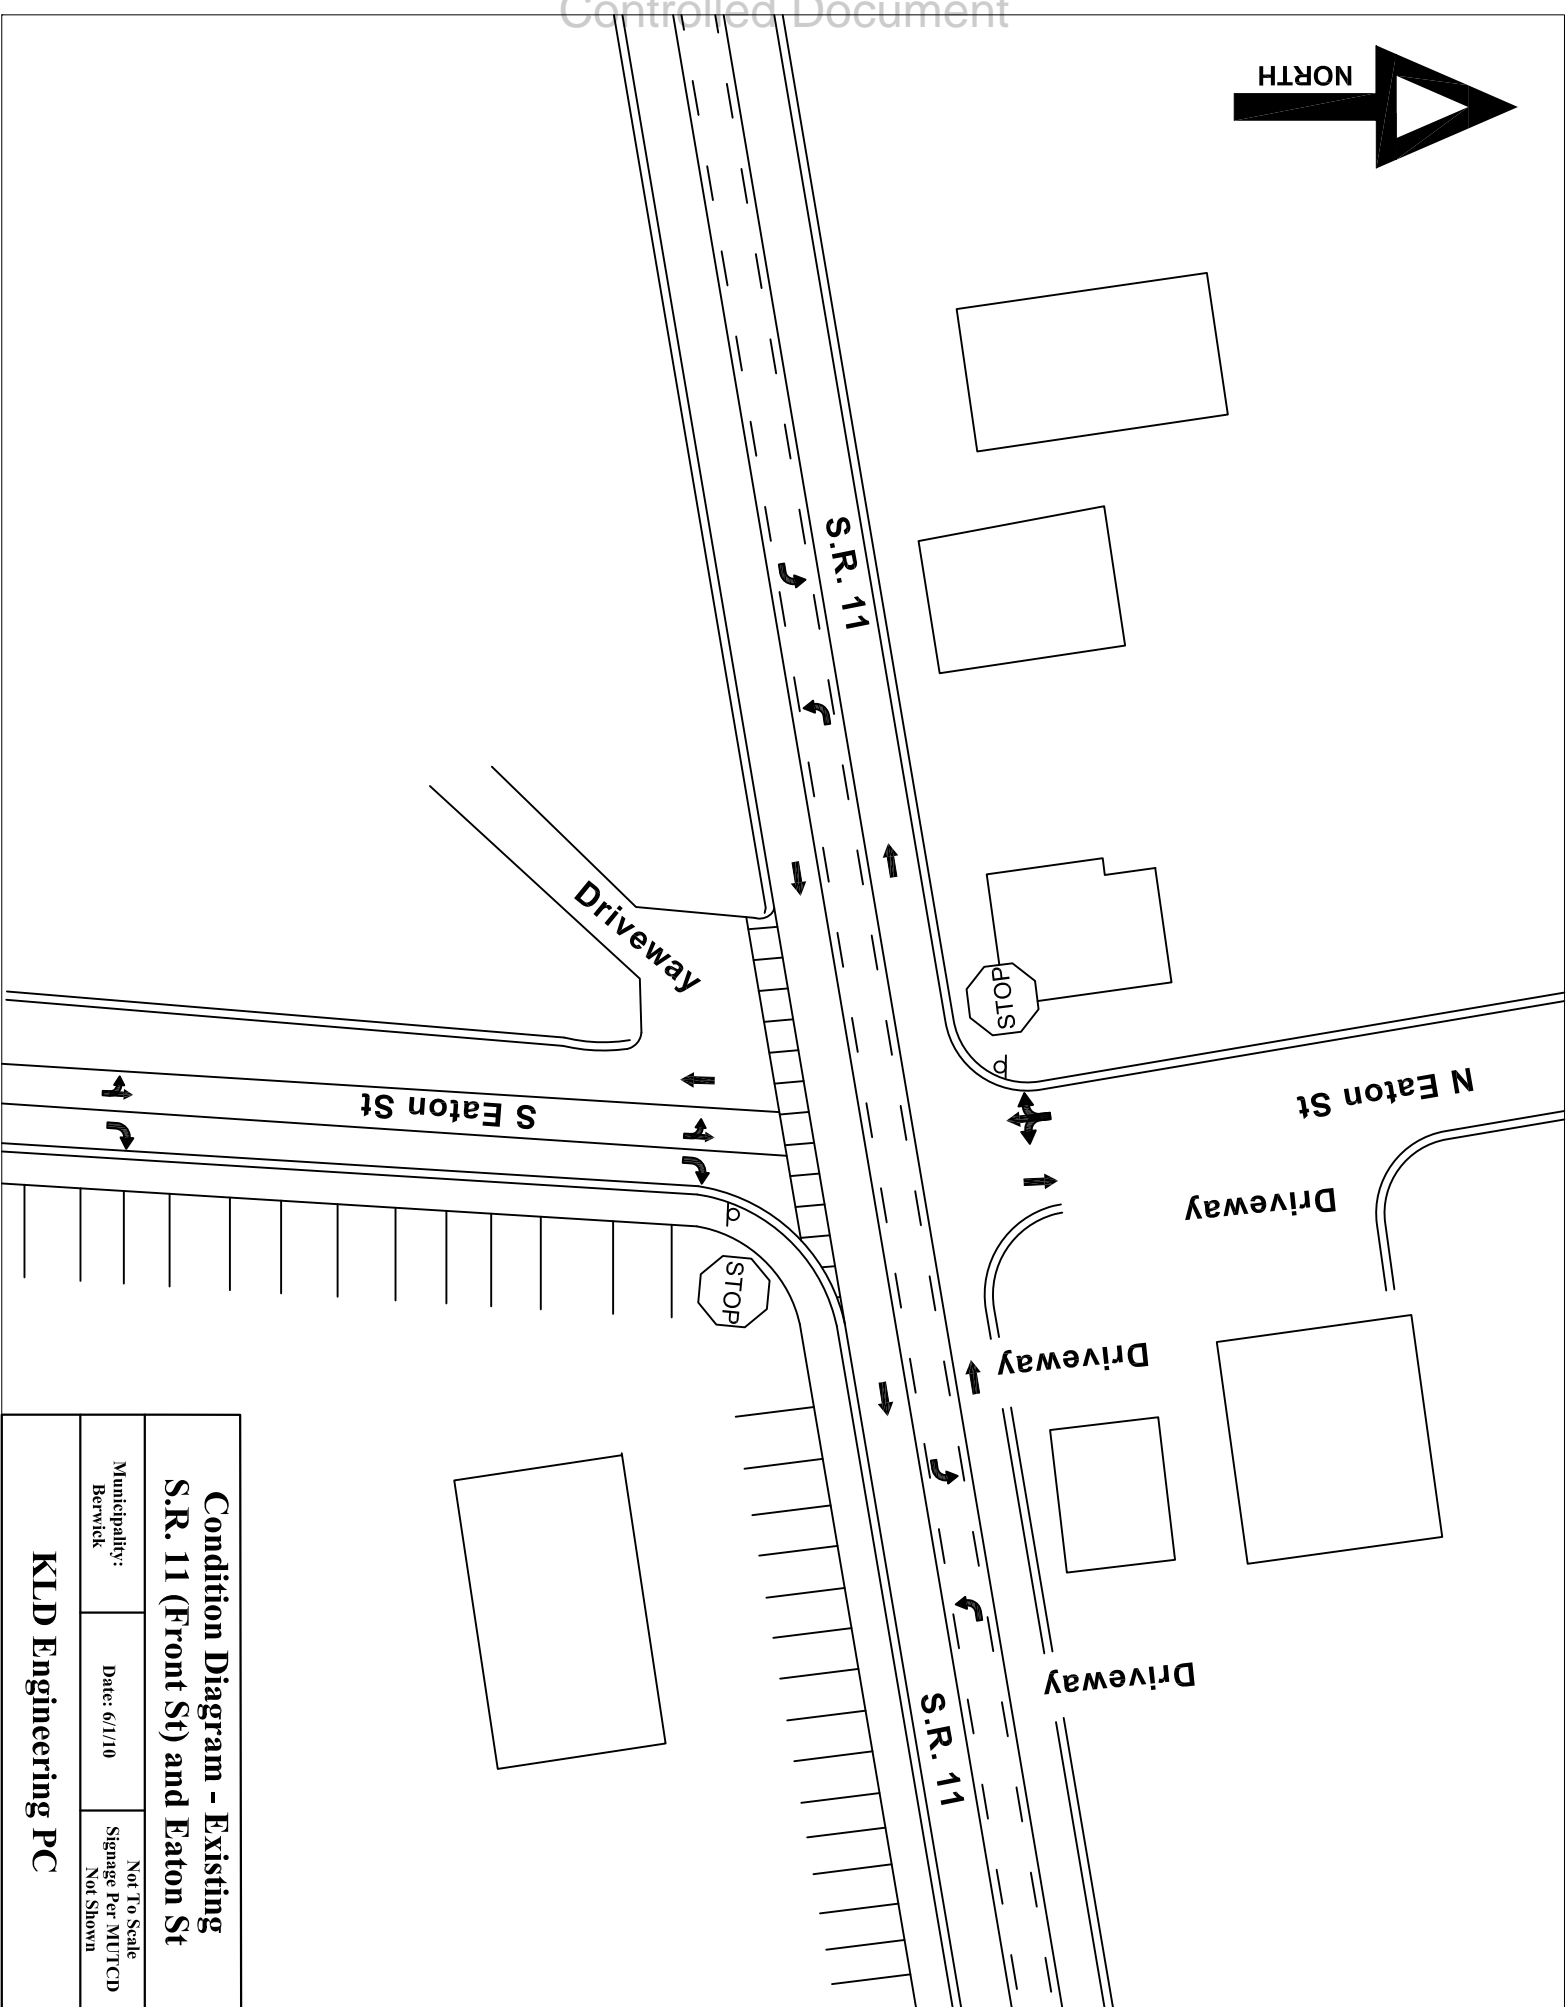 Controlled Document
NORTH
S.R. 11
Driveway
STOP
N Eaton St
S Eaton St
Driveway
STOP
Driveway
Driveway
S.R. 11
Condition Diagram - Existing
S.R. 11 (Front St) and Eaton St
Municipality:
Berwick
Date: 6/1/10
Not To Scale
Signage Per MUTCD
Not Shown
KLD Engineering PC